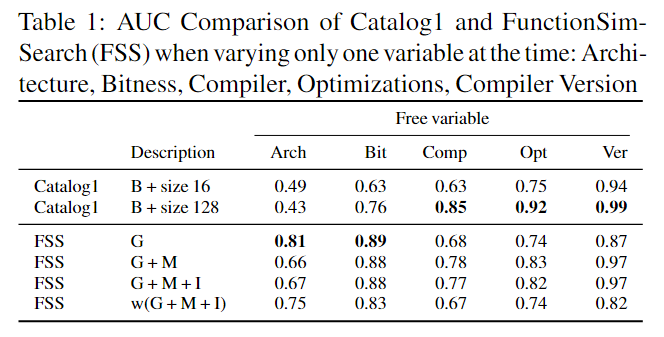 Table 1: AUC Comparison of Catalog1 and FunctionSim-
Search (FSS) when varying only one variable at the time: Archi-
tecture, Bitness, Compiler, Optimizations, Compiler Version
Free variable
Description Arch Bit Comp Opt Ver
Catalog1 B + size 16 0.49 0.63 0.63 0.75 0.94
Catalog1 B + size 128 0.43 0.76 0.85 0.92 0.99
FSS G 0.81 0.89 0.68 0.74 0.87
FSS G + M 0.66 0.88 0.78 0.83 0.97
FSS G + M + I 0.67 0.88 0.77 0.82 0.97
FSS w(G + M + I) 0.75 0.83 0.67 0.74 0.82